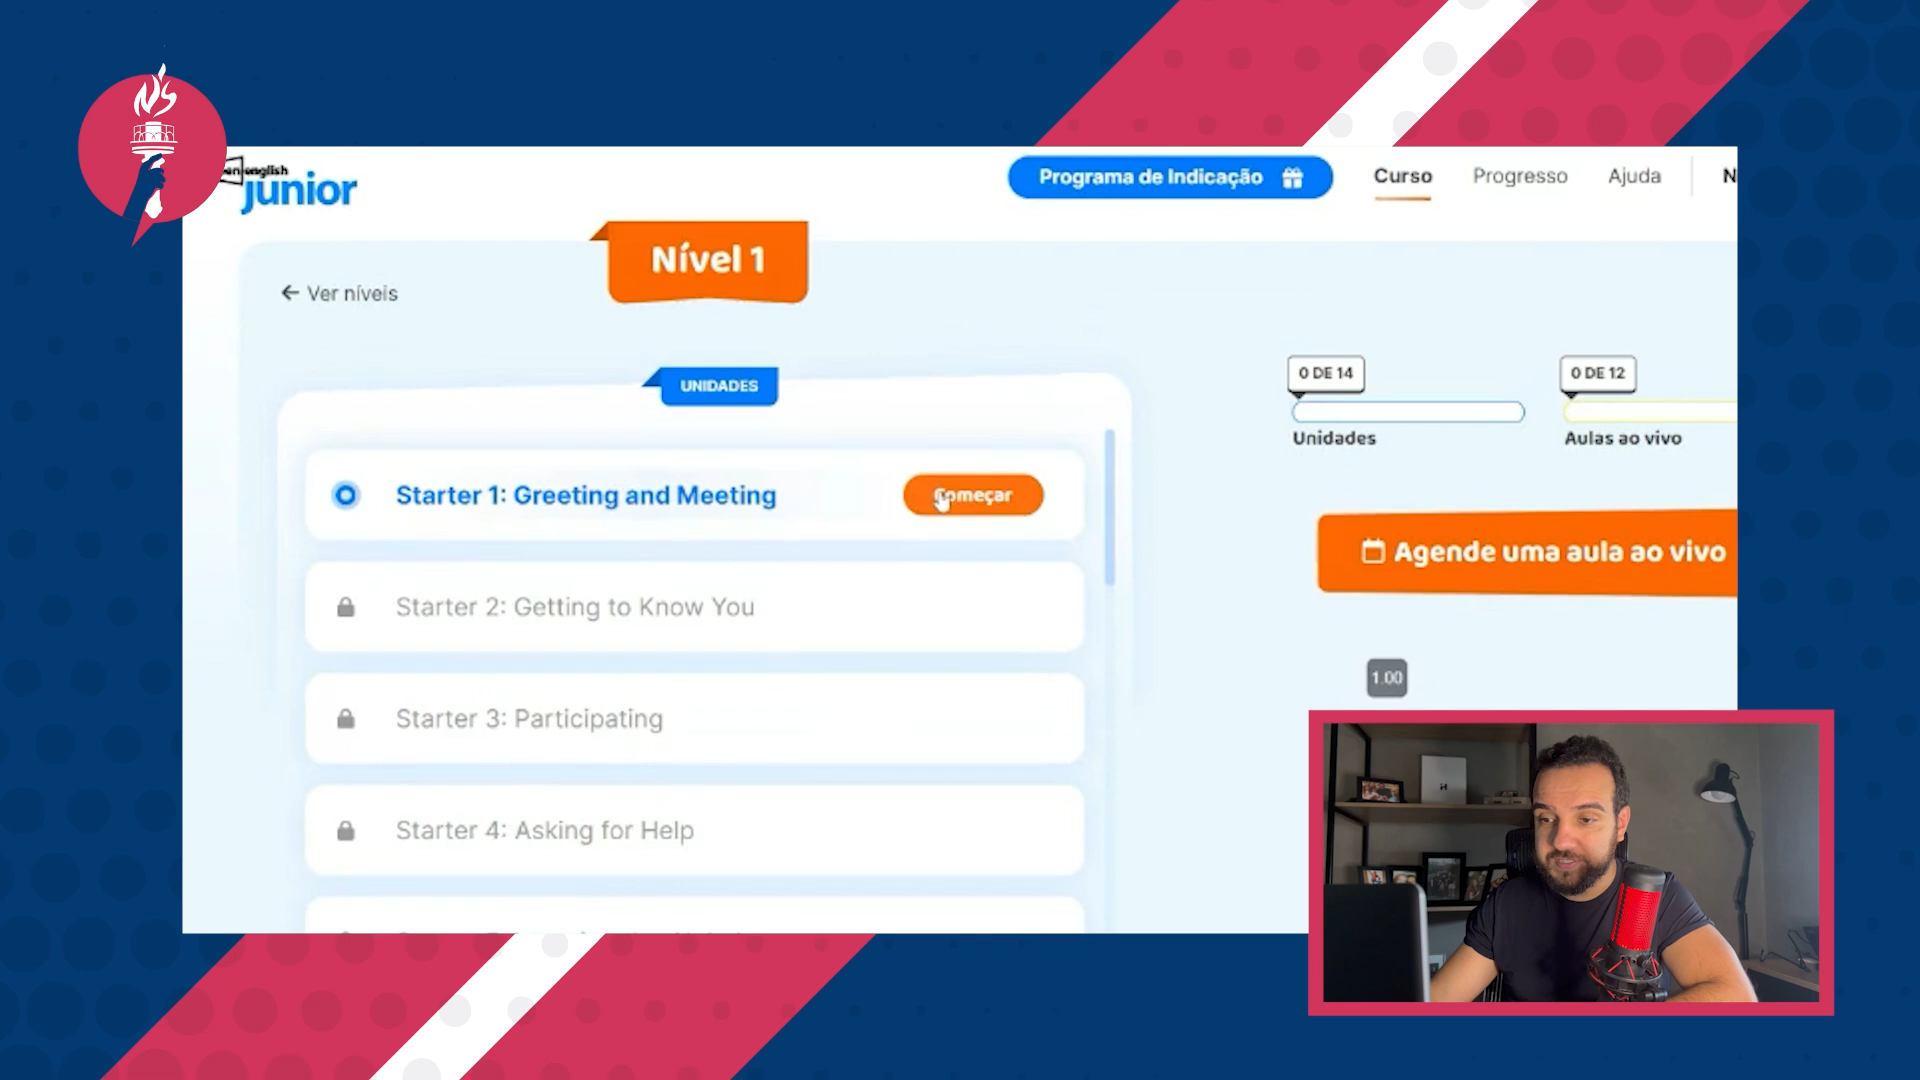 NS
en english
junior
Programa de Indicação
Curso
Progresso
Ajuda
N
Nível 1
← Ver níveis
UNIDADES
0 DE 14
0 DE 12
Unidades
Aulas ao vivo
Starter 1: Greeting and Meeting
Começar
Agende uma aula ao vivo
Starter 2: Getting to Know You
1.00
Starter 3: Participating
Starter 4: Asking for Help